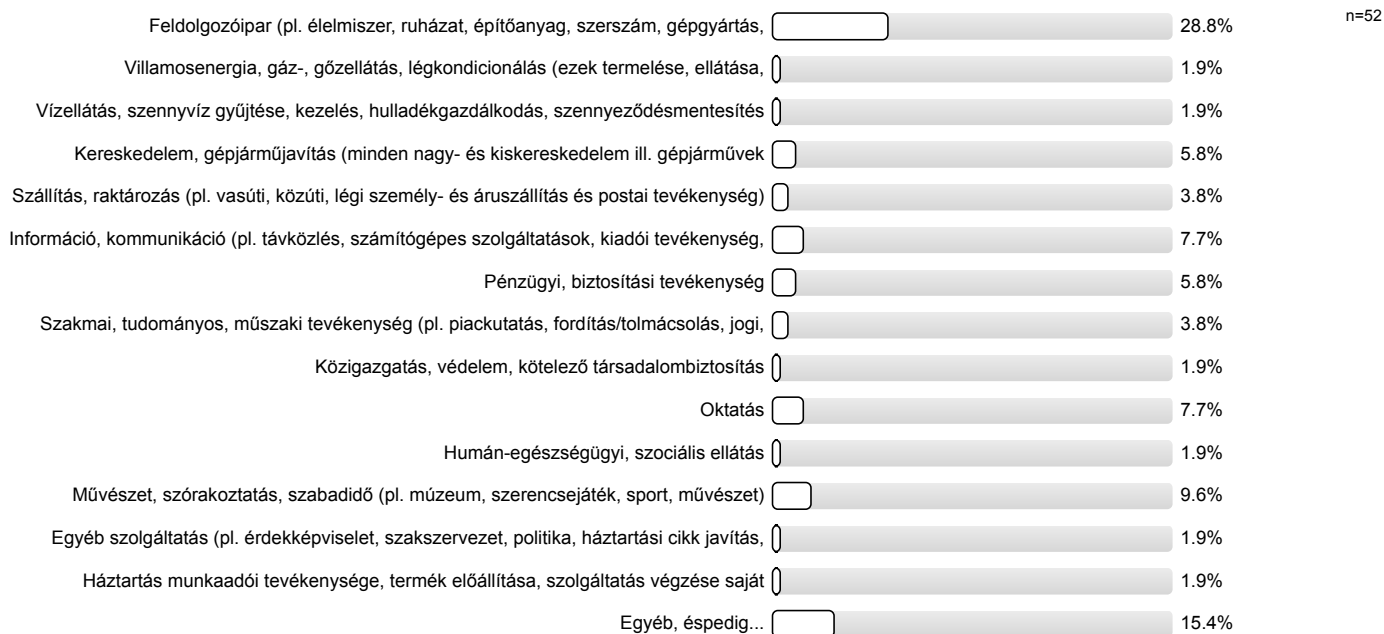 n=52
Feldolgozóipar (pl. élelmiszer, ruházat, építőanyag, szerszám, gépgyártás, 28.8%
Villamosenergia, gáz-, gőzellátás, légkondicionálás (ezek termelése, ellátása, 1.9%
Vízellátás, szennyvíz gyűjtése, kezelés, hulladékgazdálkodás, szennyeződésmentesítés 1.9%
Kereskedelem, gépjárműjavítás (minden nagy- és kiskereskedelem ill. gépjárművek 5.8%
Szállítás, raktározás (pl. vasúti, közúti, légi személy- és áruszállítás és postai tevékenység) 3.8%
Információ, kommunikáció (pl. távközlés, számítógépes szolgáltatások, kiadói tevékenység, 7.7%
Pénzügyi, biztosítási tevékenység 5.8%
Szakmai, tudományos, műszaki tevékenység (pl. piackutatás, fordítás/tolmácsolás, jogi, 3.8%
Közigazgatás, védelem, kötelező társadalombiztosítás 1.9%
Oktatás 7.7%
Humán-egészségügyi, szociális ellátás 1.9%
Művészet, szórakoztatás, szabadidő (pl. múzeum, szerencsejáték, sport, művészet) 9.6%
Egyéb szolgáltatás (pl. érdekképviselet, szakszervezet, politika, háztartási cikk javítás, 1.9%
Háztartás munkaadói tevékenysége, termék előállítása, szolgáltatás végzése saját 1.9%
Egyéb, éspedig... 15.4%